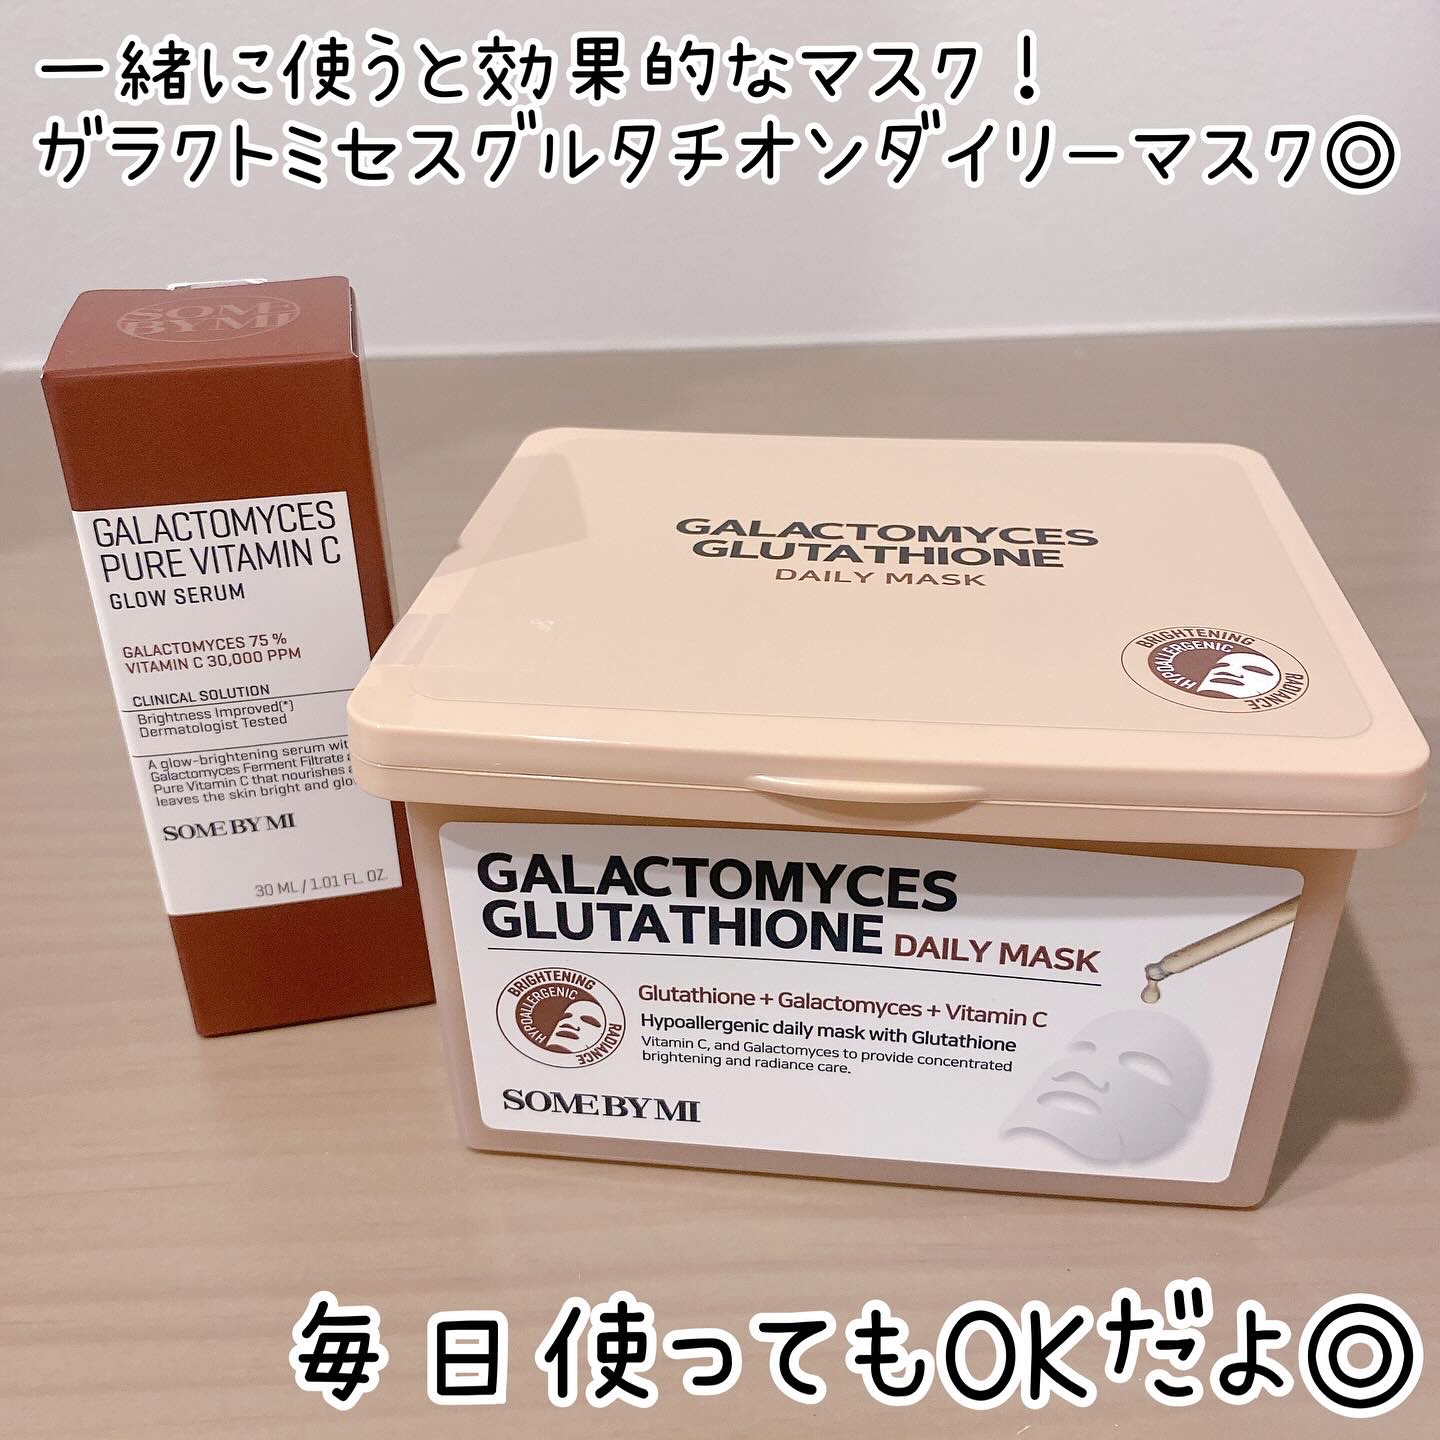 一緒に使うと効果的なマスク！
ガラクトミセスグルタチオンダイリーマスク◎
SOME
BYMI
GALACTOMYCES
PURE VITAMIN C
GLOW SERUM
GALACTOMYCES 75 %
VITAMIN C 30,000 PPM
CLINICAL SOLUTION
Brightness Improved(*)
Dermatologist Tested
A glow-brightening serum
Galactomyces Ferment Filtrate
Pure Vitamin C that nourishes
leaves the skin bright and
SOME BY MI
30 ML / 1.01 FL. OZ.
GALACTOMYCES
GLUTATHIONE
DAILY MASK
BRIGHTENING
HYPOALLERGENIC
RADIANCE
GALACTOMYCES
GLUTATHIONE DAILY MASK
BRIGHTENING
HYPOALLERGENIC
RADIANCE
Glutathione + Galactomyces + Vitamin C
Hypoallergenic daily mask with Glutathione
Vitamin C, and Galactomyces to provide concentrated
brightening and radiance care.
SOME BY MI
毎日使ってもOKだよ◎